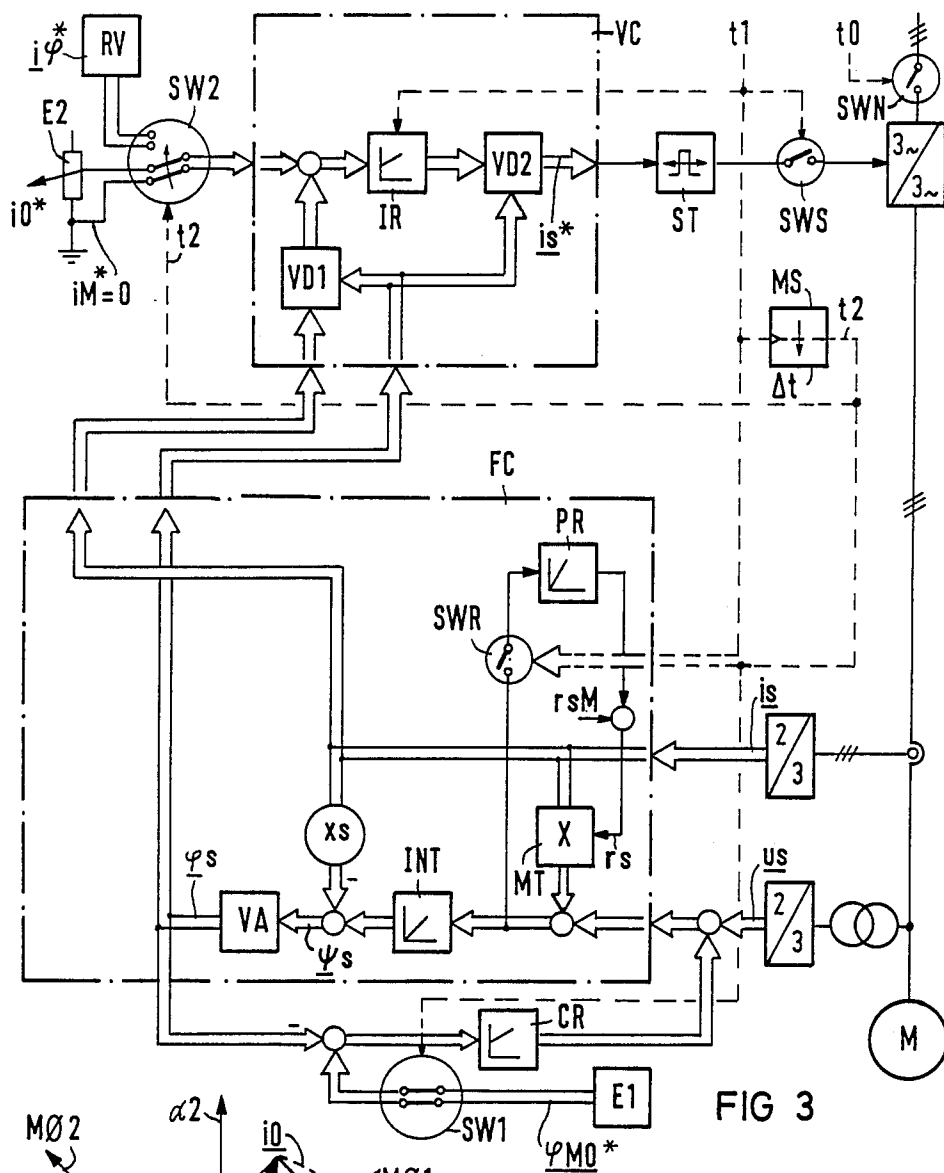 iφ*
RV
VC
t1
t0
SWN
E2
SW2
3~
3~
i0*
IR
VD2
ST
SWS
iM*=0
t2
is*
VD1
MS
t2
Δt
FC
PR
SWR
rsM
is
2
3
xs
X
rs
MT
φs
INT
us
VA
2
3
-
ψs
-
CR
M
E1
FIG 3
SW1
φM0*
α2
MØ2
i0